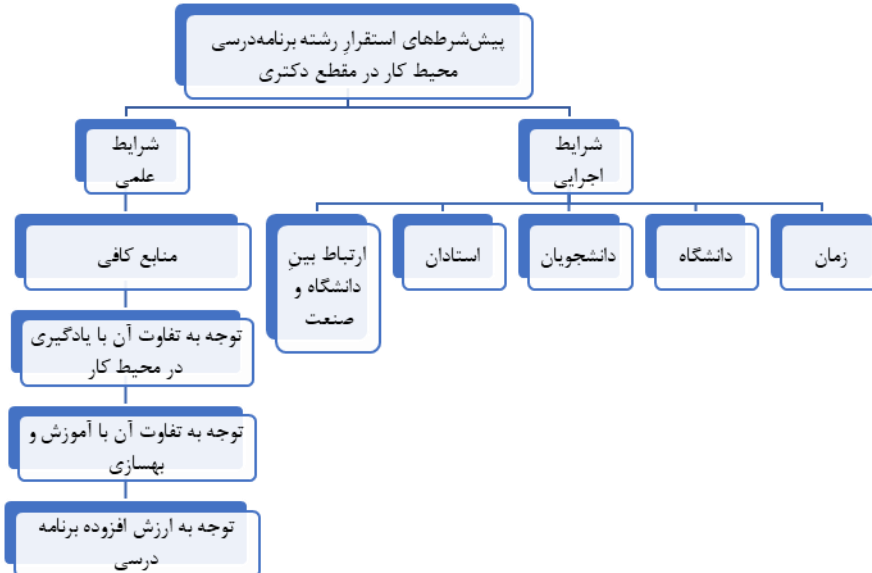 پیش‌شرط‌های استقرارِ رشته برنامه‌درسی
محیط کار در مقطع دکتری
شرایط
اجرایی
شرایط
علمی
زمان
دانشگاه
دانشجویان
استادان
ارتباط بینِ
دانشگاه و
صنعت
منابع کافی
توجه به تفاوت آن با یادگیری
در محیط کار
توجه به تفاوت آن با آموزش و
بهسازی
توجه به ارزش افزوده برنامه
درسی